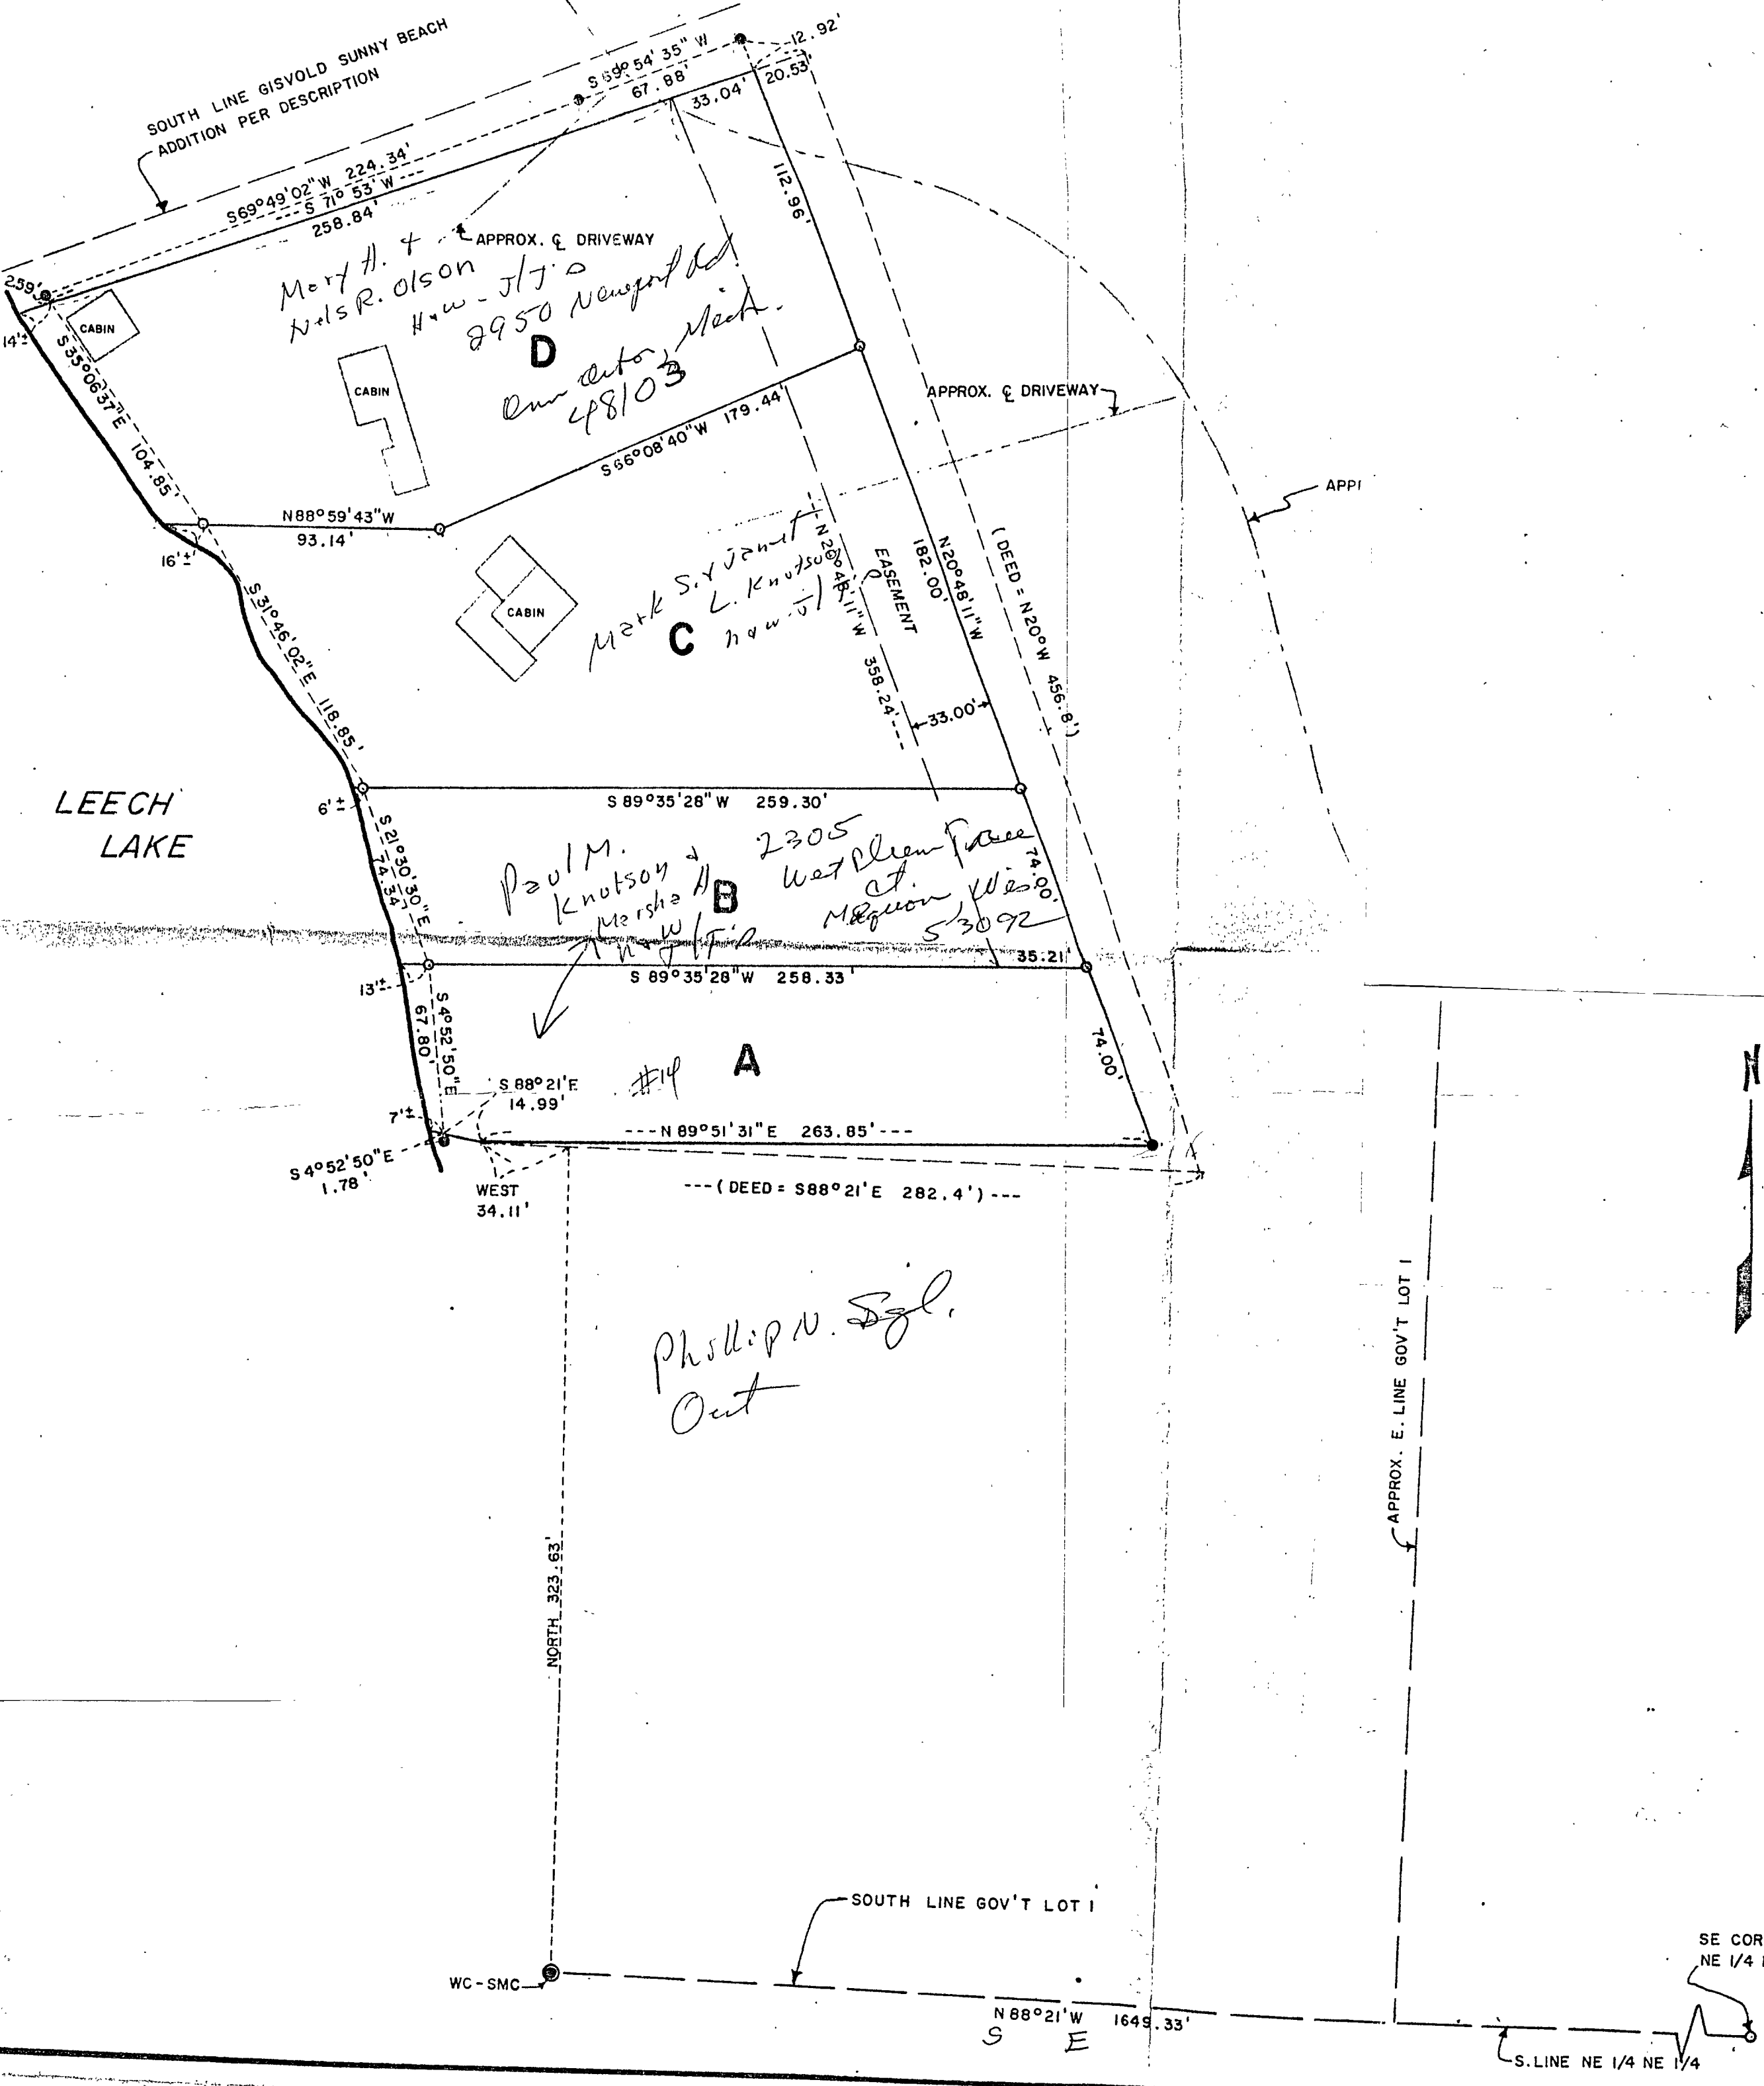 SOUTH LINE GISVOLD SUNNY BEACH
ADDITION PER DESCRIPTION
S 69° 54' 35" W
67.88'
12.92'
20.53'
33.04'
S69°49'02"W 224.34'
--- S 71° 53' W ---
258.84'
112.96'
APPROX. ℄ DRIVEWAY
Mary A. &
Nels R. Olson
H+w - J/T's
2950 Newport Rd.
Ann Arbor, Mich.
48103
D
259'
14'±
CABIN
CABIN
S 35°06'37"E 104.85'
S 66°08'40"W 179.44'
APPROX. ℄ DRIVEWAY
APPI
N88°59'43"W
93.14'
16'±
Mark S. & Janet
L. Knutson
h & w
C
CABIN
N 20°48'11"W 358.24'---
EASEMENT
N20°48'11"W
182.00'
(DEED = N20°W 456.8')
33.00'
S 31°46'02"E 118.85'
LEECH
LAKE
6'±
S 89°35'28"W 259.30'
S 21°30'30"E
74.34'
Paul M.
Knutson &
Marsha A
H & W
2305
West
Ct.
Mequon, Wis.
53092
B
74.00'
35.21'
S 89°35'28"W 258.33'
13'±
S 4°52'50"E
67.80'
A
#14
74.00'
S 88°21'E
14.99'
7'±
---N 89°51'31"E 263.85'---
S 4°52'50"E
1.78'
WEST
34.11'
---(DEED = S88°21'E 282.4')---
Phillip N.
Out
N
NORTH 323.63'
APPROX. E. LINE GOV'T LOT 1
SOUTH LINE GOV'T LOT 1
WC-SMC
N 88°21'W 1649.33'
S E
SE COR
NE 1/4
S. LINE NE 1/4 NE 1/4